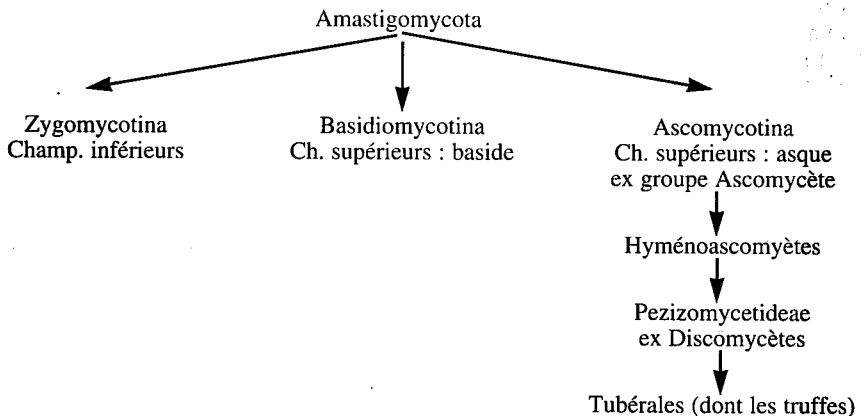 Amastigomycota
Zygomycotina
Champ. inférieurs
Basidiomycotina
Ch. supérieurs : baside
Ascomycotina
Ch. supérieurs : asque
ex groupe Ascomycète
Hyménoascomyètes
Pezizomycetideae
ex Discomycètes
Tubérales (dont les truffes)